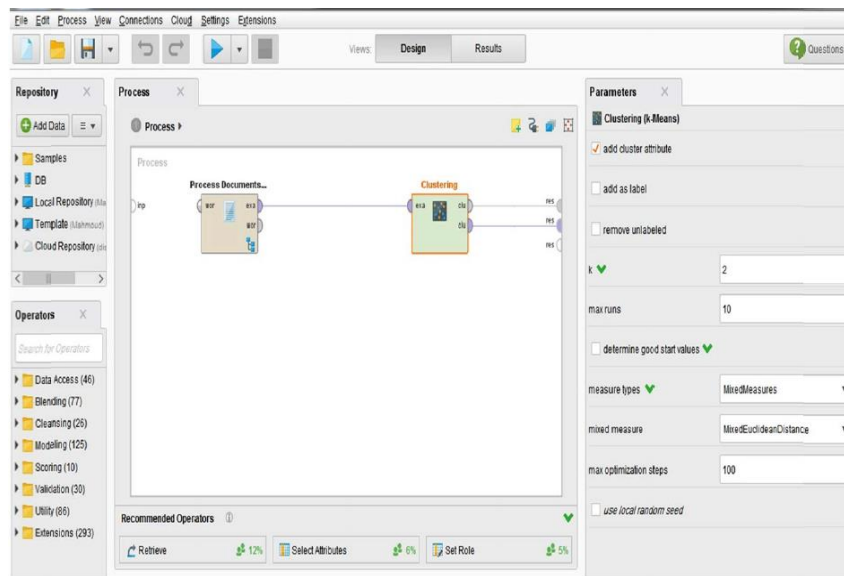 File Edit Process View Connections Cloud Settings Extensions
Views: Design Results Questions
Repository
Add Data
Samples
DB
Local Repository
Template (Mahmoud)
Cloud Repository
Operators
Search for Operators
Data Access (46)
Blending (77)
Cleansing (26)
Modeling (125)
Scoring (10)
Validation (30)
Utility (86)
Extensions (293)
Process
Process
Process
Process Documents...
Clustering
inp
wor exa
wor
exa clu
clu
res
res
res
Recommended Operators
Retrieve 12%
Select Attributes 6%
Set Role 5%
Parameters
Clustering (k-Means)
add cluster attribute
add as label
remove unlabeled
k 2
max runs 10
determine good start values
measure types MixedMeasures
mixed measure MixedEuclideanDistance
max optimization steps 100
use local random seed